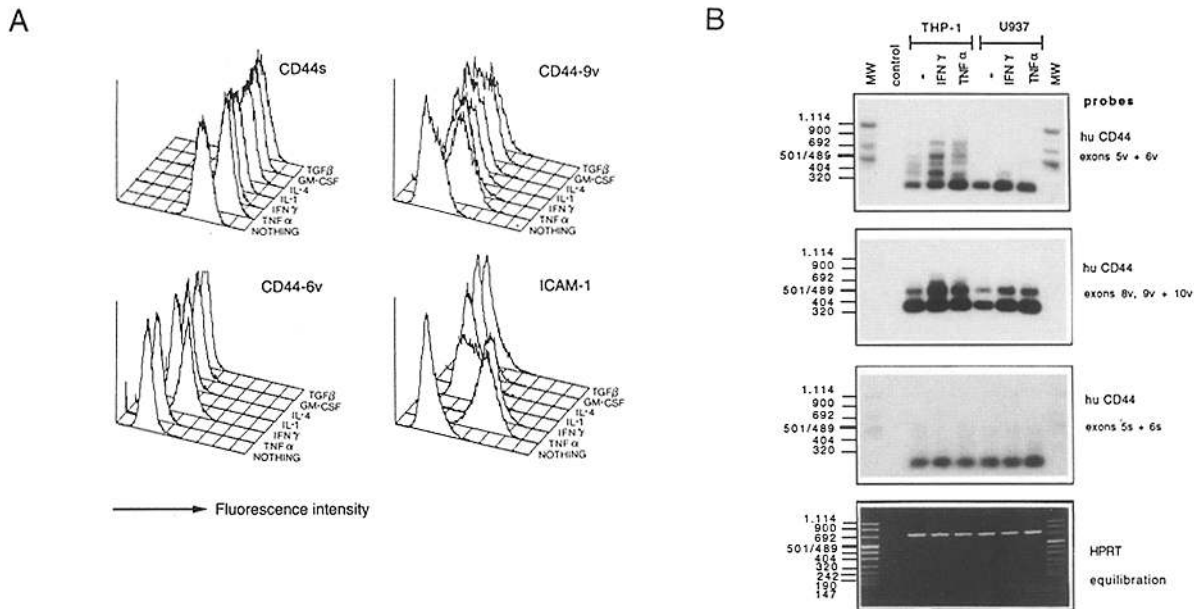 A
CD44s
TGFβ
GM-CSF
IL-4
IL-1
IFNγ
TNFα
NOTHING
CD44-9v
TGFβ
GM-CSF
IL-4
IL-1
IFNγ
TNFα
NOTHING
CD44-6v
TGFβ
GM-CSF
IL-4
IL-1
IFNγ
TNFα
NOTHING
ICAM-1
TGFβ
GM-CSF
IL-4
IL-1
IFNγ
TNFα
NOTHING
Fluorescence intensity
B
THP-1 U937
MW control - IFNγ TNFα - IFNγ TNFα MW
probes
1.114
900
692
501/489
404
320
hu CD44
exons 5v + 6v
1.114
900
692
501/489
404
320
hu CD44
exons 8v, 9v + 10v
1.114
900
692
501/489
404
320
hu CD44
exons 5s + 6s
1.114
900
692
501/489
404
320
242
190
147
HPRT
equilibration